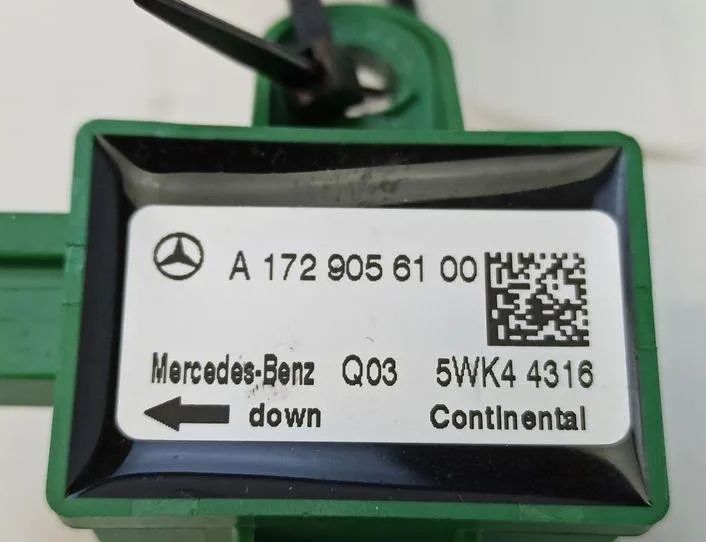 A 172 905 61 00
Mercedes-Benz Q03 5WK4 4316
down Continental